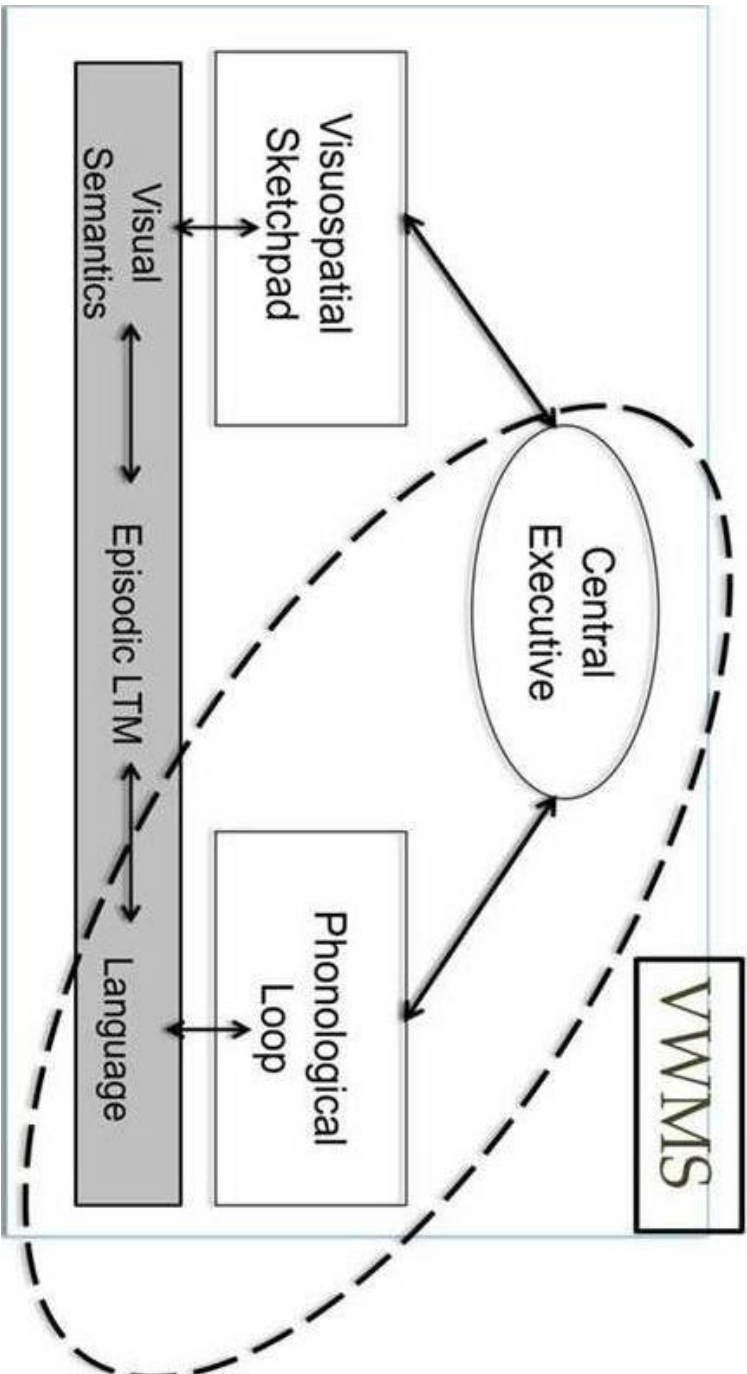 VWMS
Central
Executive
Visuospatial
Sketchpad
Phonological
Loop
Visual
Semantics
Episodic LTM
Language